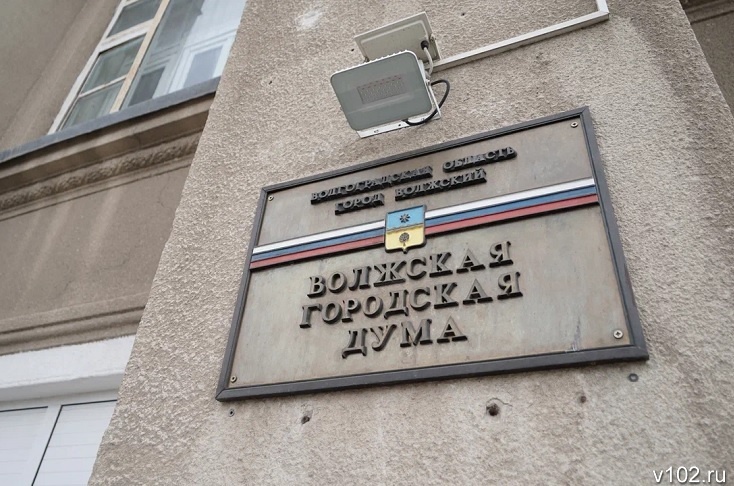 ВОЛГОГРАДСКАЯ ОБЛАСТЬ
ГОРОД ВОЛЖСКИЙ
ВОЛЖСКАЯ
ГОРОДСКАЯ
ДУМА
v102.ru